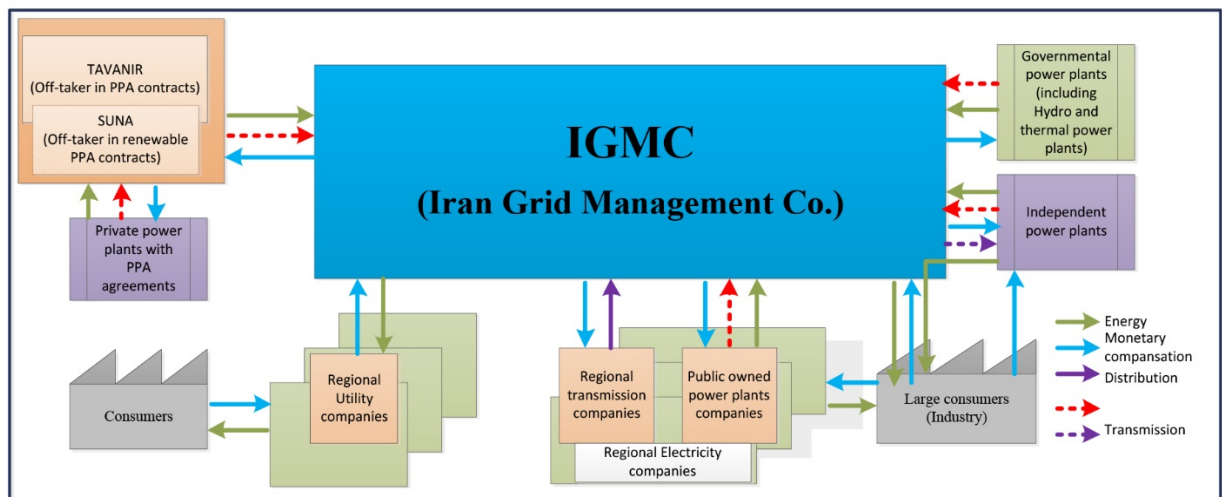 TAVANIR
(Off-taker in PPA contracts)
SUNA
(Off-taker in renewable
PPA contracts)
Private power
plants with
PPA
agreements
IGMC
(Iran Grid Management Co.)
Governmental
power plants
(including
Hydro and
thermal power
plants)
Independent
power plants
Consumers
Regional
Utility
companies
Regional
transmission
companies
Public owned
power plants
companies
Regional Electricity
companies
Large consumers
(Industry)
Energy
Monetary
compansation
Distribution
Transmission